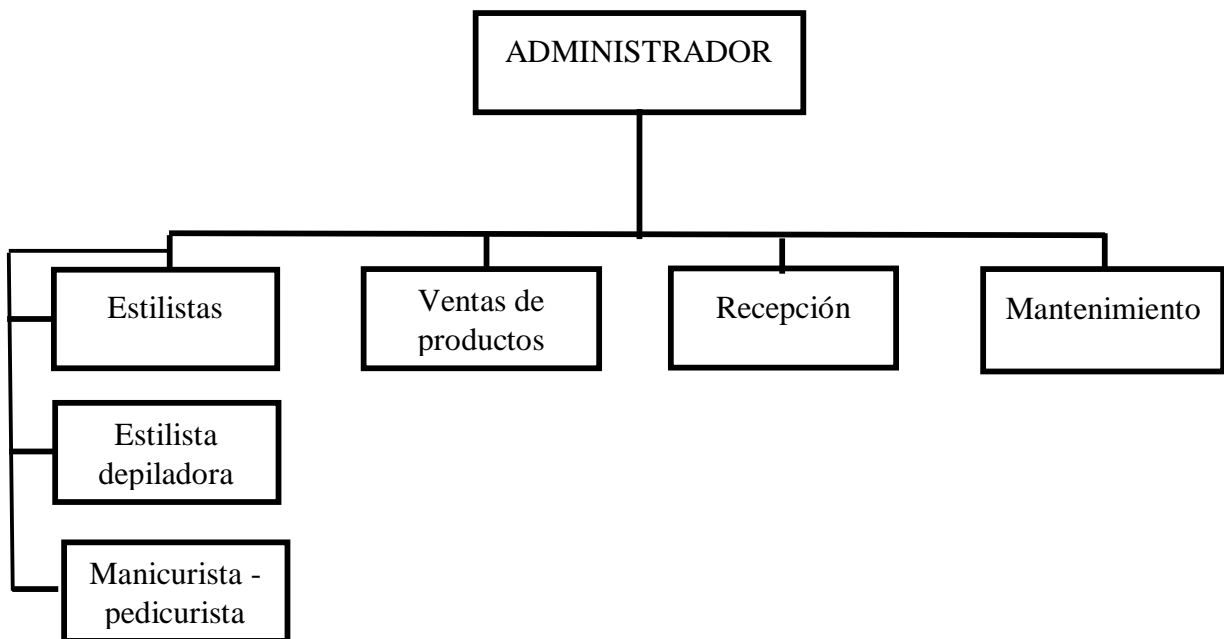 ADMINISTRADOR
Estilistas
Ventas de
productos
Recepción
Mantenimiento
Estilista
depiladora
Manicurista -
pedicurista